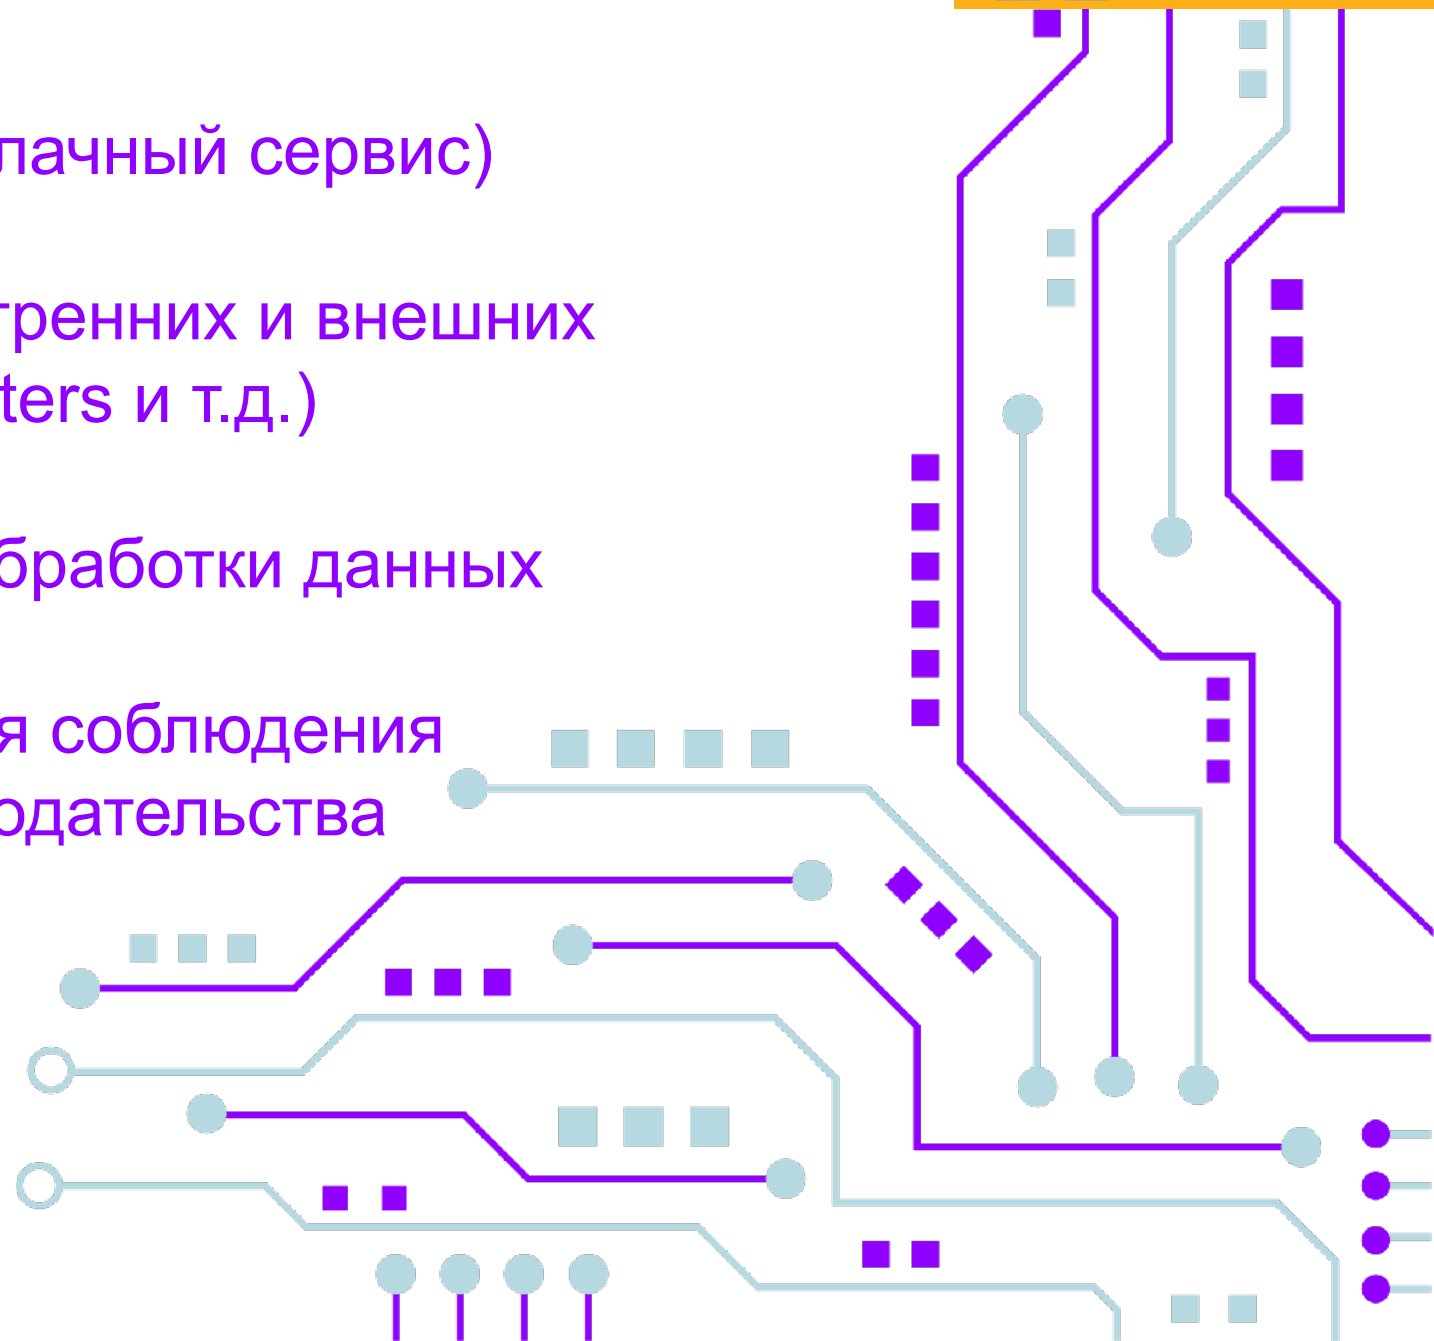 лачный сервис)
тренних и внешних
ters и т.д.)
бработки данных
я соблюдения
одательства